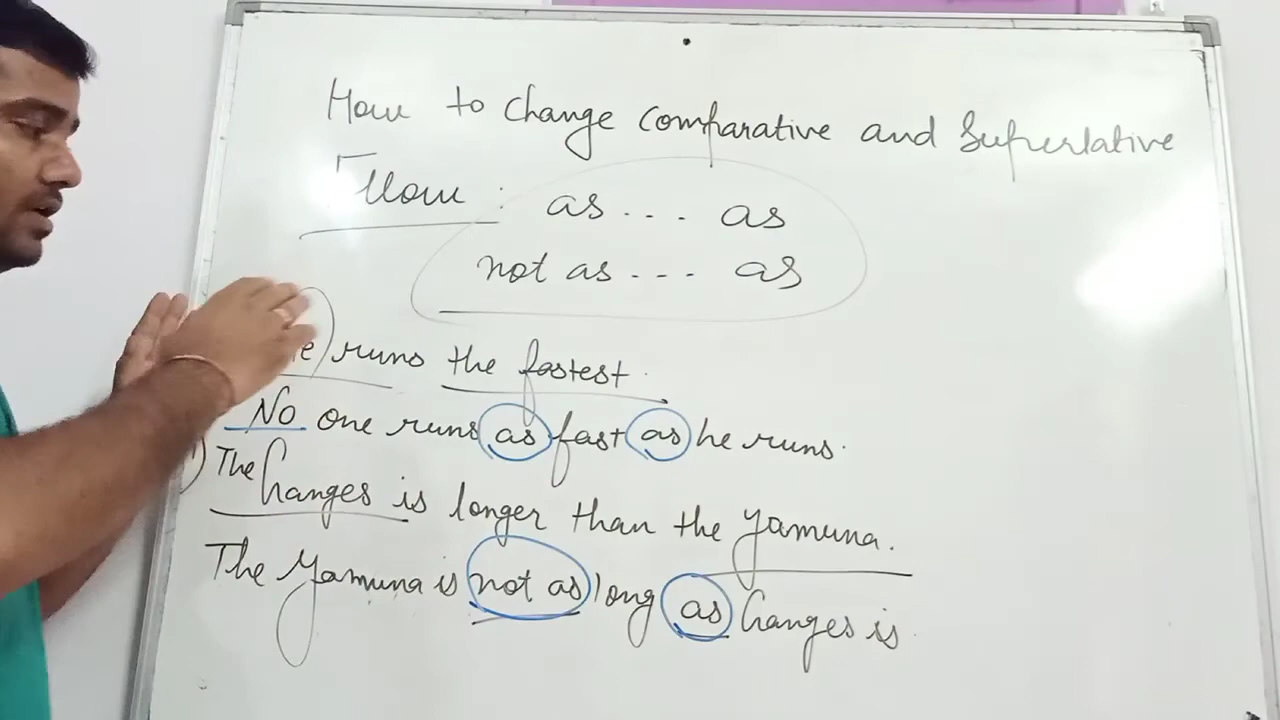 How to change comparative and Superlative
How : as ... as
not as ... as
runs the fastest.
No one runs as fast as he runs.
The Ganges is longer than the Yamuna.
The Yamuna is not as long as Ganges is